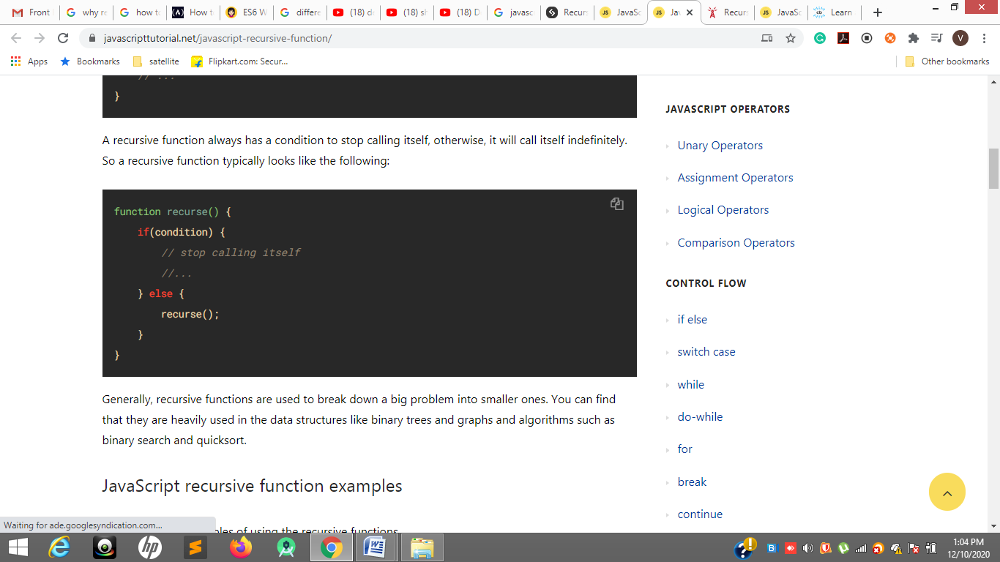 Front
why re
how to
How to
ES6 W
differe
(18) de
(18) sh
(18) D
javasc
Recurs
JavaSc
Jav
Recurs
JavaSc
Learn
javascripttutorial.net/javascript-recursive-function/
V
Apps
Bookmarks
satellite
Flipkart.com: Secur...
Other bookmarks
// ...
}
A recursive function always has a condition to stop calling itself, otherwise, it will call itself indefinitely.
So a recursive function typically looks like the following:
function recurse() {
if(condition) {
// stop calling itself
//...
} else {
recurse();
}
}
Generally, recursive functions are used to break down a big problem into smaller ones. You can find
that they are heavily used in the data structures like binary trees and graphs and algorithms such as
binary search and quicksort.
JavaScript recursive function examples
of using the recursive functions.
JAVASCRIPT OPERATORS
Unary Operators
Assignment Operators
Logical Operators
Comparison Operators
CONTROL FLOW
if else
switch case
while
do-while
for
break
continue
Waiting for ade.googlesyndication.com...
1:04 PM
12/10/2020